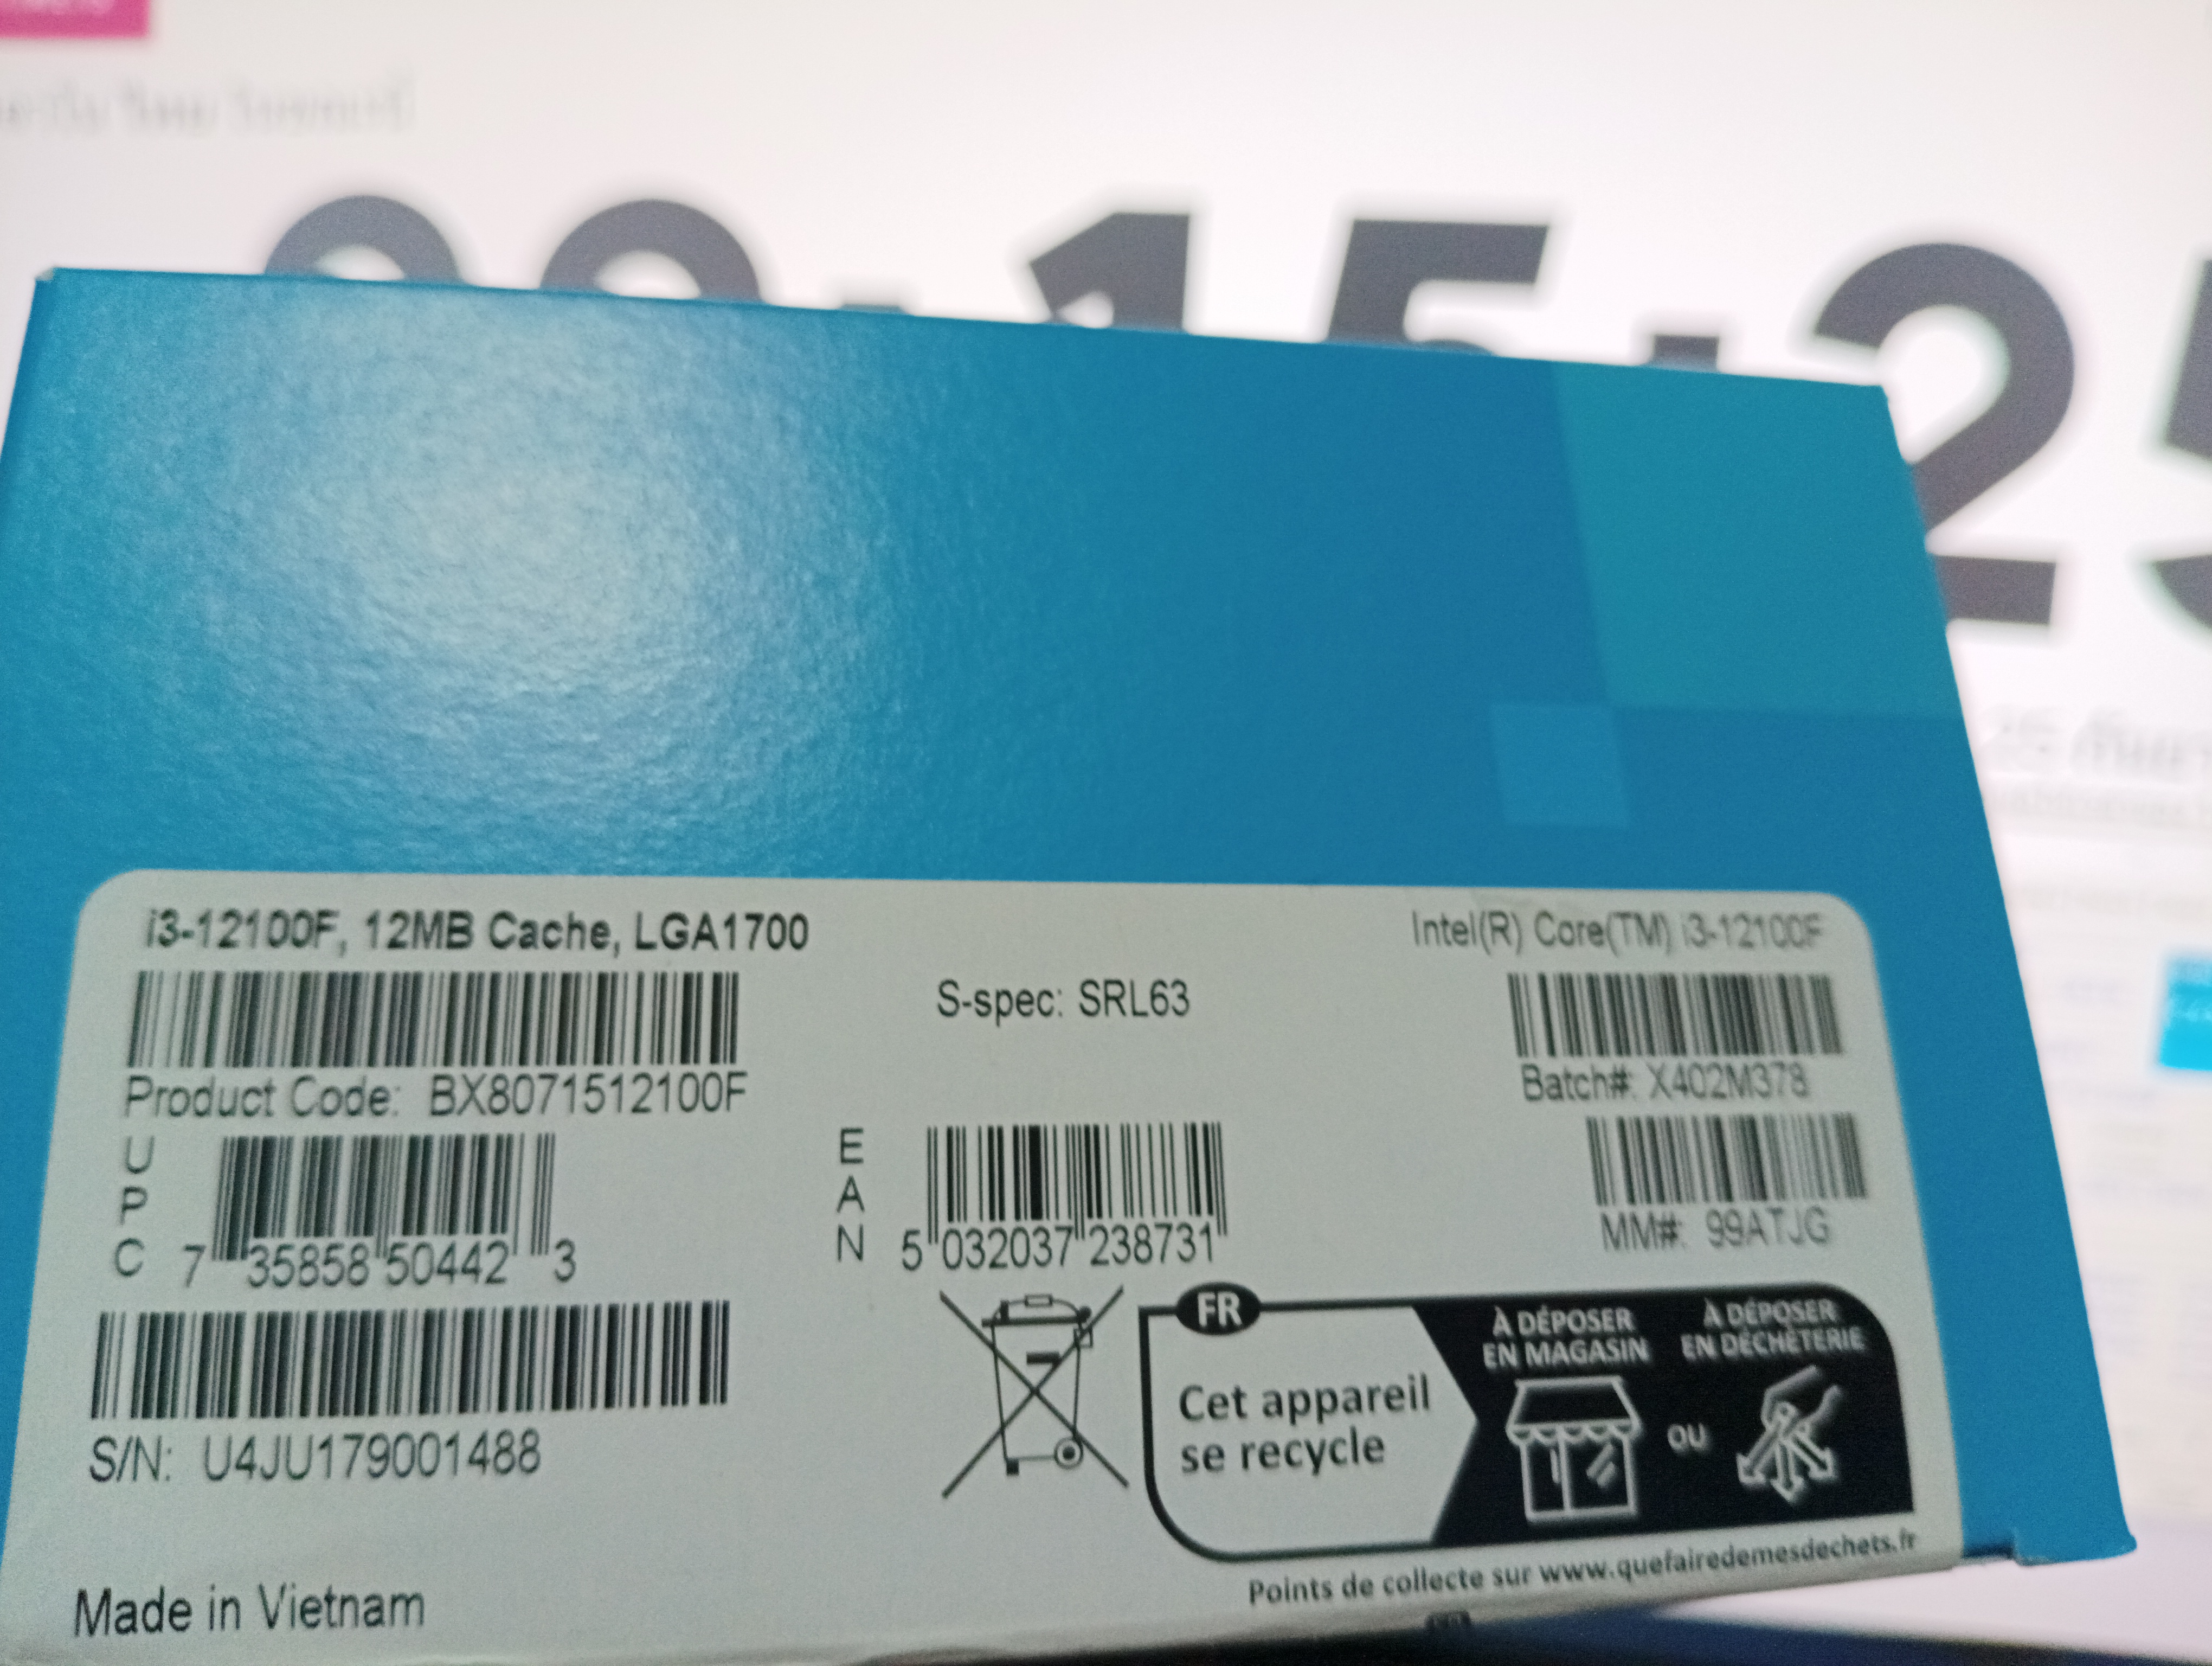 i3-12100F, 12MB Cache, LGA1700
Intel(R) Core(TM) i3-12100F
S-spec: SRL63
Product Code: BX8071512100F
Batch#: X402M378
UPC
7 35858 50442 3
EAN
5 032037 238731
MM#: 99ATJG
S/N: U4JU179001488
FR
Cet appareil
se recycle
À DÉPOSER
EN MAGASIN
OU
À DÉPOSER
EN DÉCHÈTERIE
Points de collecte sur www.quefairedemesdechets.fr
Made in Vietnam